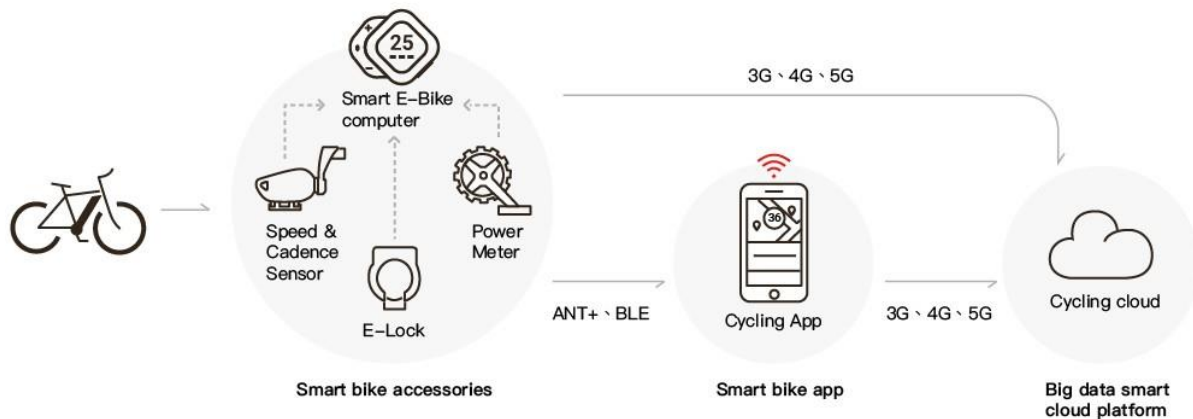 25
Smart E-Bike
computer
Speed &
Cadence
Sensor
Power
Meter
E-Lock
Smart bike accessories
3G、4G、5G
ANT+、BLE
36
Cycling App
Smart bike app
3G、4G、5G
Cycling cloud
Big data smart
cloud platform